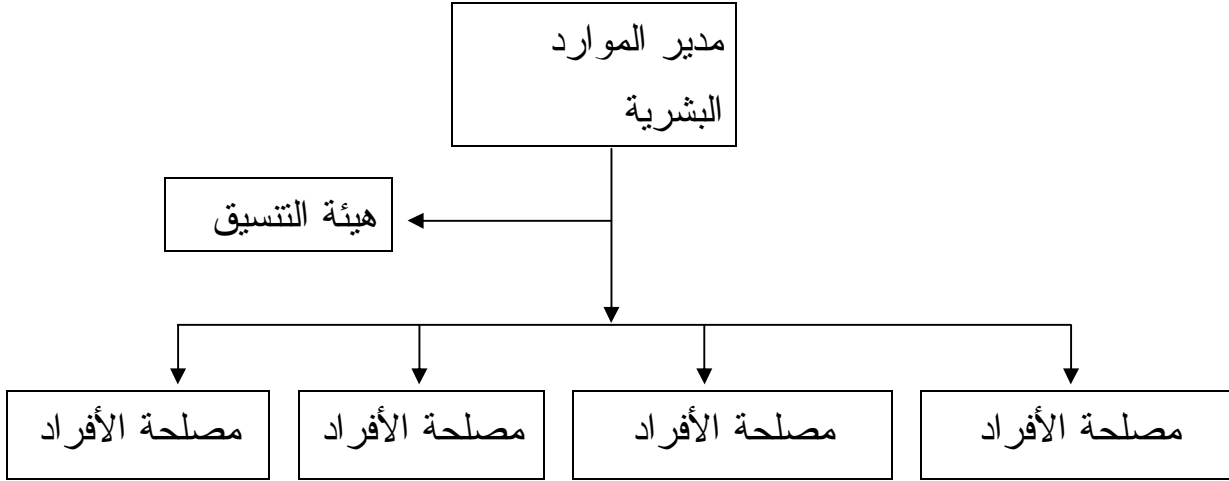 مدير الموارد
البشرية
هيئة التنسيق
مصلحة الأفراد
مصلحة الأفراد
مصلحة الأفراد
مصلحة الأفراد